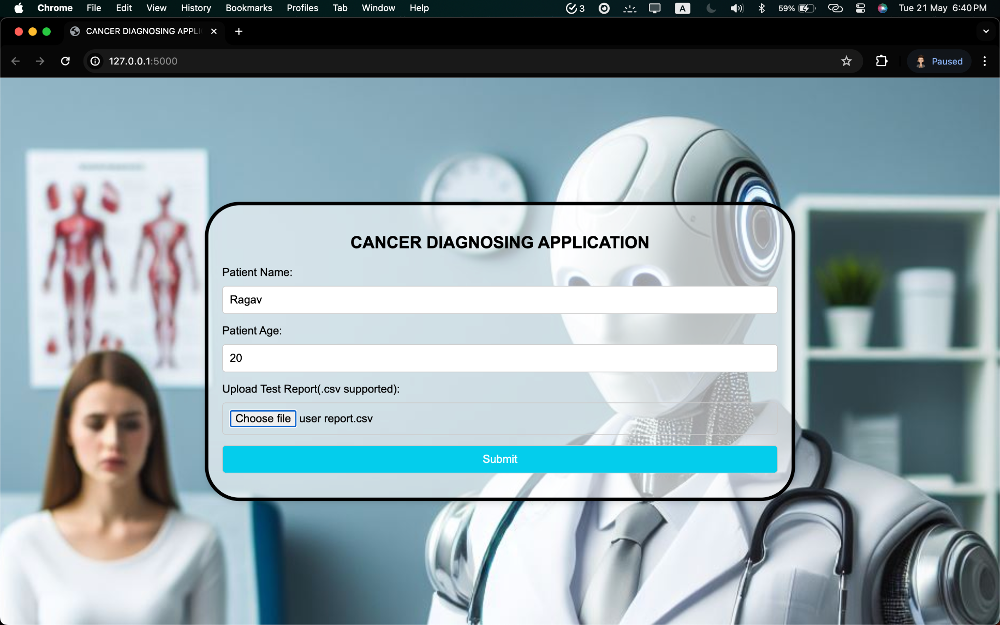 Chrome File Edit View History Bookmarks Profiles Tab Window Help 3 A 59% Tue 21 May 6:40 PM
CANCER DIAGNOSING APPLI
127.0.0.1:5000 Paused
CANCER DIAGNOSING APPLICATION
Patient Name:
Ragav
Patient Age:
20
Upload Test Report(.csv supported):
Choose file user report.csv
Submit